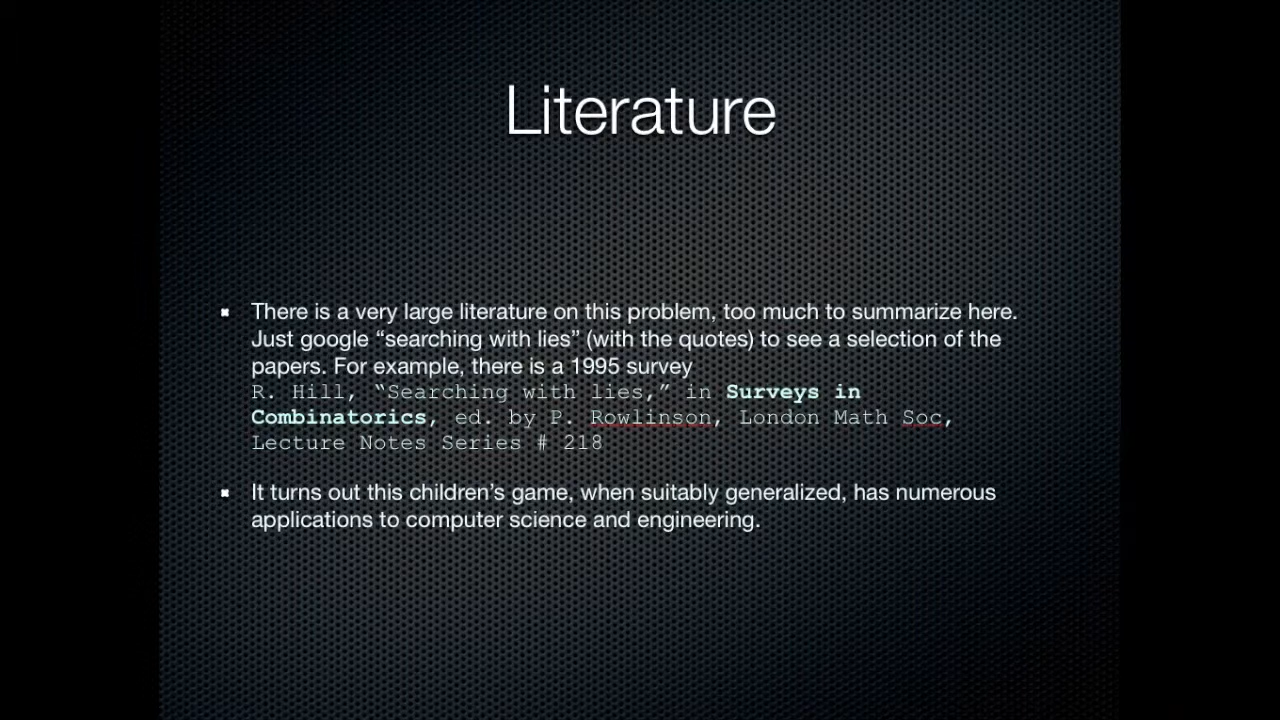 Literature
There is a very large literature on this problem, too much to summarize here.
Just google “searching with lies” (with the quotes) to see a selection of the
papers. For example, there is a 1995 survey
R. Hill, “Searching with lies,” in Surveys in
Combinatorics, ed. by P. Rowlinson, London Math Soc,
Lecture Notes Series # 218
It turns out this children’s game, when suitably generalized, has numerous
applications to computer science and engineering.